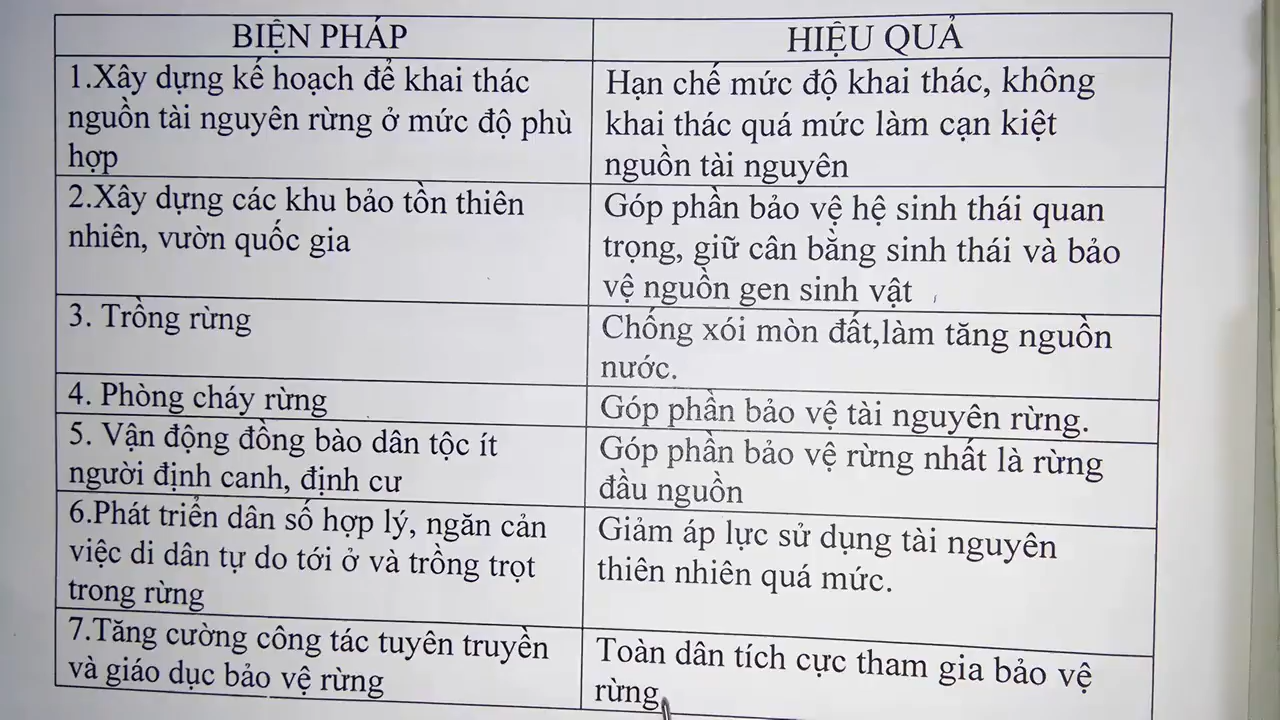 BIỆN PHÁP
HIỆU QUẢ
1.Xây dựng kế hoạch để khai thác
nguồn tài nguyên rừng ở mức độ phù
hợp
Hạn chế mức độ khai thác, không
khai thác quá mức làm cạn kiệt
nguồn tài nguyên
2.Xây dựng các khu bảo tồn thiên
nhiên, vườn quốc gia
Góp phần bảo vệ hệ sinh thái quan
trọng, giữ cân bằng sinh thái và bảo
vệ nguồn gen sinh vật
3. Trồng rừng
Chống xói mòn đất,làm tăng nguồn
nước.
4. Phòng cháy rừng
Góp phần bảo vệ tài nguyên rừng.
5. Vận động đồng bào dân tộc ít
người định canh, định cư
Góp phần bảo vệ rừng nhất là rừng
đầu nguồn
6.Phát triển dân số hợp lý, ngăn cản
việc di dân tự do tới ở và trồng trọt
trong rừng
Giảm áp lực sử dụng tài nguyên
thiên nhiên quá mức.
7.Tăng cường công tác tuyên truyền
và giáo dục bảo vệ rừng
Toàn dân tích cực tham gia bảo vệ
rừng